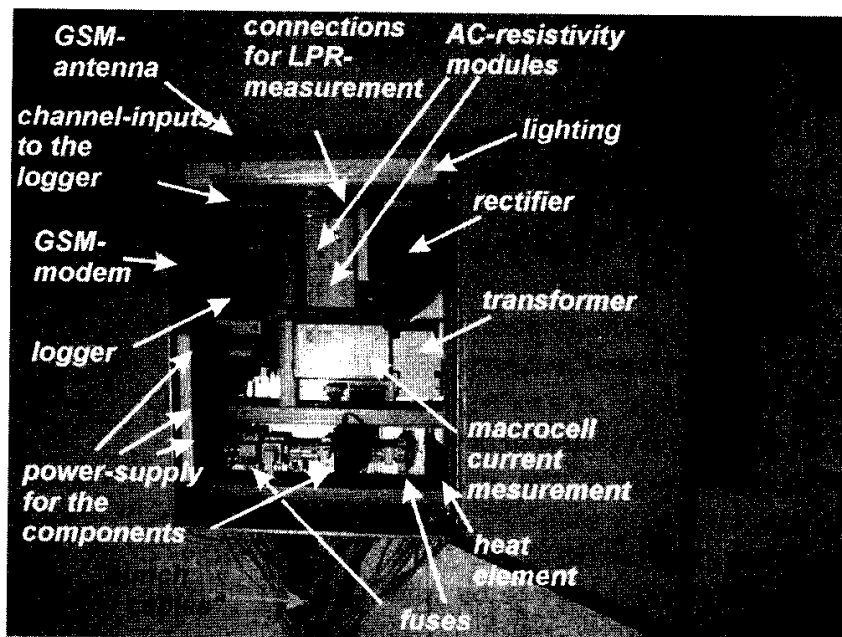 GSM-
antenna
connections
for LPR-
measurement
AC-resistivity
modules
channel-inputs
to the
logger
lighting
rectifier
GSM-
modem
transformer
logger
macrocell
current
mesurement
power-supply
for the
components
heat
element
fuses